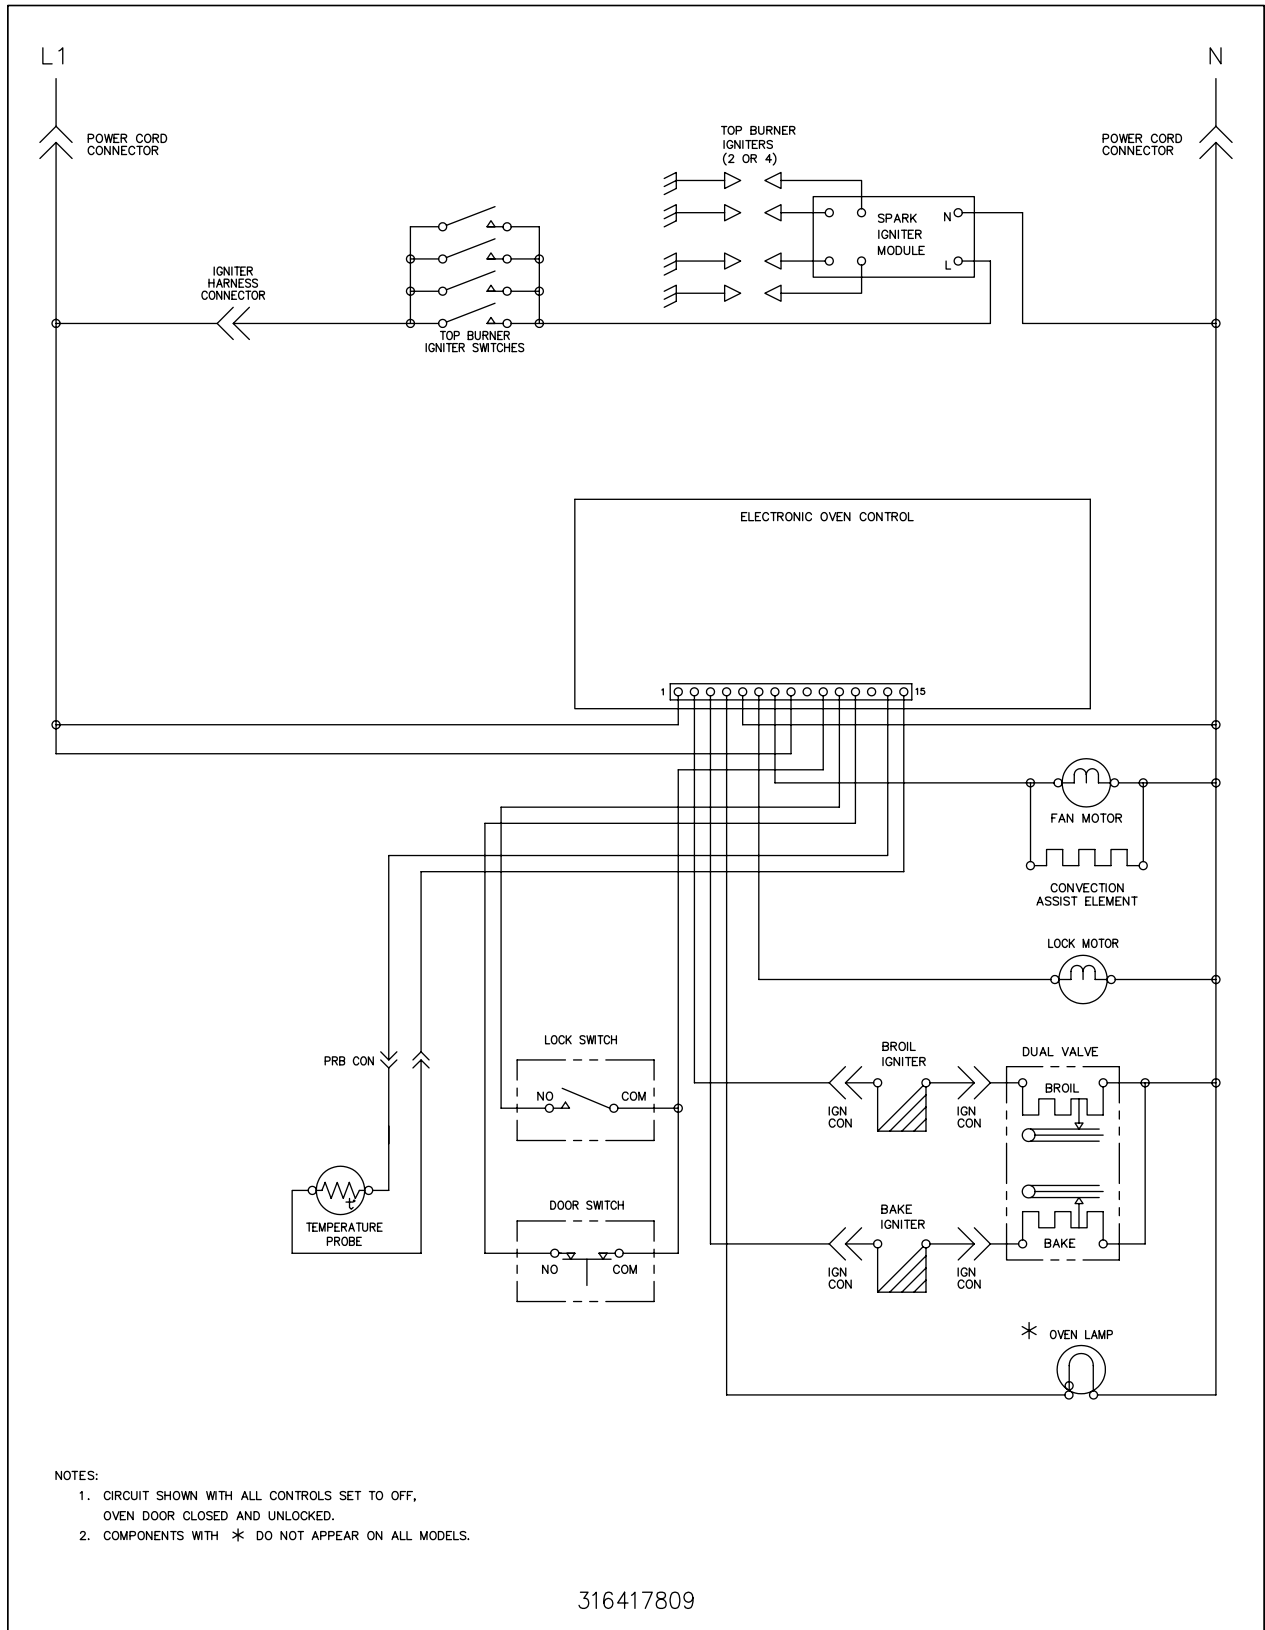 L1
N
POWER CORD
CONNECTOR
TOP BURNER
IGNITERS
(2 OR 4)
POWER CORD
CONNECTOR
SPARK
IGNITER
MODULE
N
L
IGNITER
HARNESS
CONNECTOR
TOP BURNER
IGNITER SWITCHES
ELECTRONIC OVEN CONTROL
1
15
FAN MOTOR
CONVECTION
ASSIST ELEMENT
LOCK MOTOR
PRB CON
LOCK SWITCH
NO
COM
BROIL
IGNITER
DUAL VALVE
BROIL
IGN
CON
IGN
CON
t°
TEMPERATURE
PROBE
DOOR SWITCH
NO
COM
BAKE
IGNITER
BAKE
IGN
CON
IGN
CON
* OVEN LAMP
NOTES:
1. CIRCUIT SHOWN WITH ALL CONTROLS SET TO OFF,
OVEN DOOR CLOSED AND UNLOCKED.
2. COMPONENTS WITH * DO NOT APPEAR ON ALL MODELS.
316417809